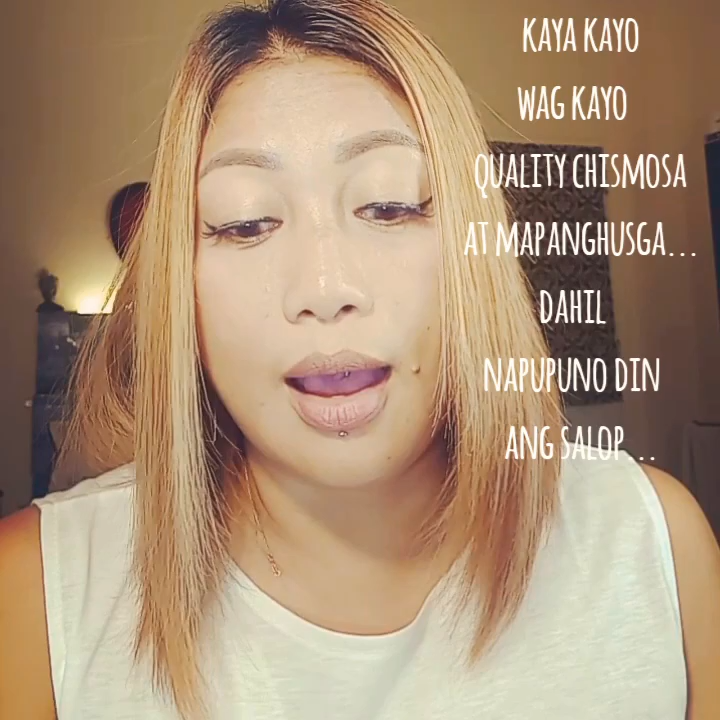 KAYA KAYO
WAG KAYO
QUALITY CHISMOSA
AT MAPANGHUSGA...
DAHIL
NAPUPUNO DIN
ANG SALOP...